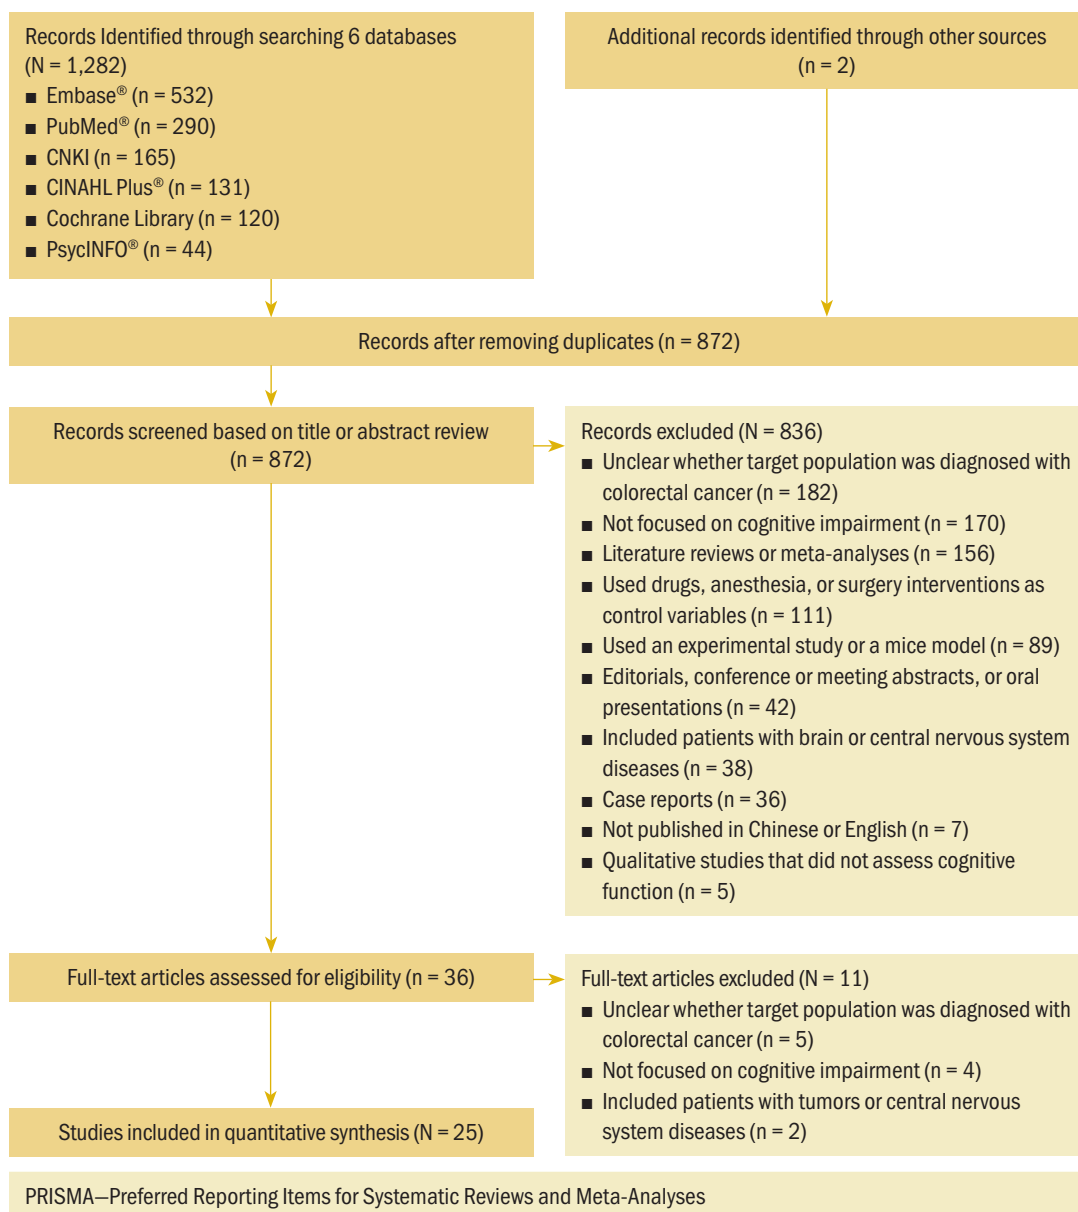 Records Identified through searching 6 databases
(N = 1,282)
■ Embase® (n = 532)
■ PubMed® (n = 290)
■ CNKI (n = 165)
■ CINAHL Plus® (n = 131)
■ Cochrane Library (n = 120)
■ PsycINFO® (n = 44)
Additional records identified through other sources
(n = 2)
Records after removing duplicates (n = 872)
Records screened based on title or abstract review
(n = 872)
Records excluded (N = 836)
■ Unclear whether target population was diagnosed with
colorectal cancer (n = 182)
■ Not focused on cognitive impairment (n = 170)
■ Literature reviews or meta-analyses (n = 156)
■ Used drugs, anesthesia, or surgery interventions as
control variables (n = 111)
■ Used an experimental study or a mice model (n = 89)
■ Editorials, conference or meeting abstracts, or oral
presentations (n = 42)
■ Included patients with brain or central nervous system
diseases (n = 38)
■ Case reports (n = 36)
■ Not published in Chinese or English (n = 7)
■ Qualitative studies that did not assess cognitive
function (n = 5)
Full-text articles assessed for eligibility (n = 36)
Full-text articles excluded (N = 11)
■ Unclear whether target population was diagnosed with
colorectal cancer (n = 5)
■ Not focused on cognitive impairment (n = 4)
■ Included patients with tumors or central nervous
system diseases (n = 2)
Studies included in quantitative synthesis (N = 25)
PRISMA—Preferred Reporting Items for Systematic Reviews and Meta-Analyses